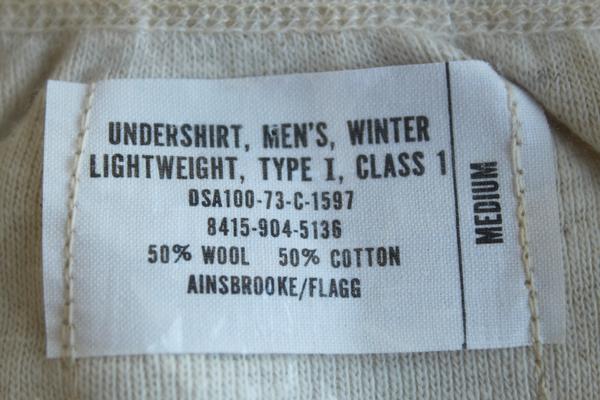 UNDERSHIRT, MEN'S, WINTER
LIGHTWEIGHT, TYPE I, CLASS 1
DSA100-73-C-1597
8415-904-5136
50% WOOL 50% COTTON
AINSBROOKE/FLAGG
MEDIUM